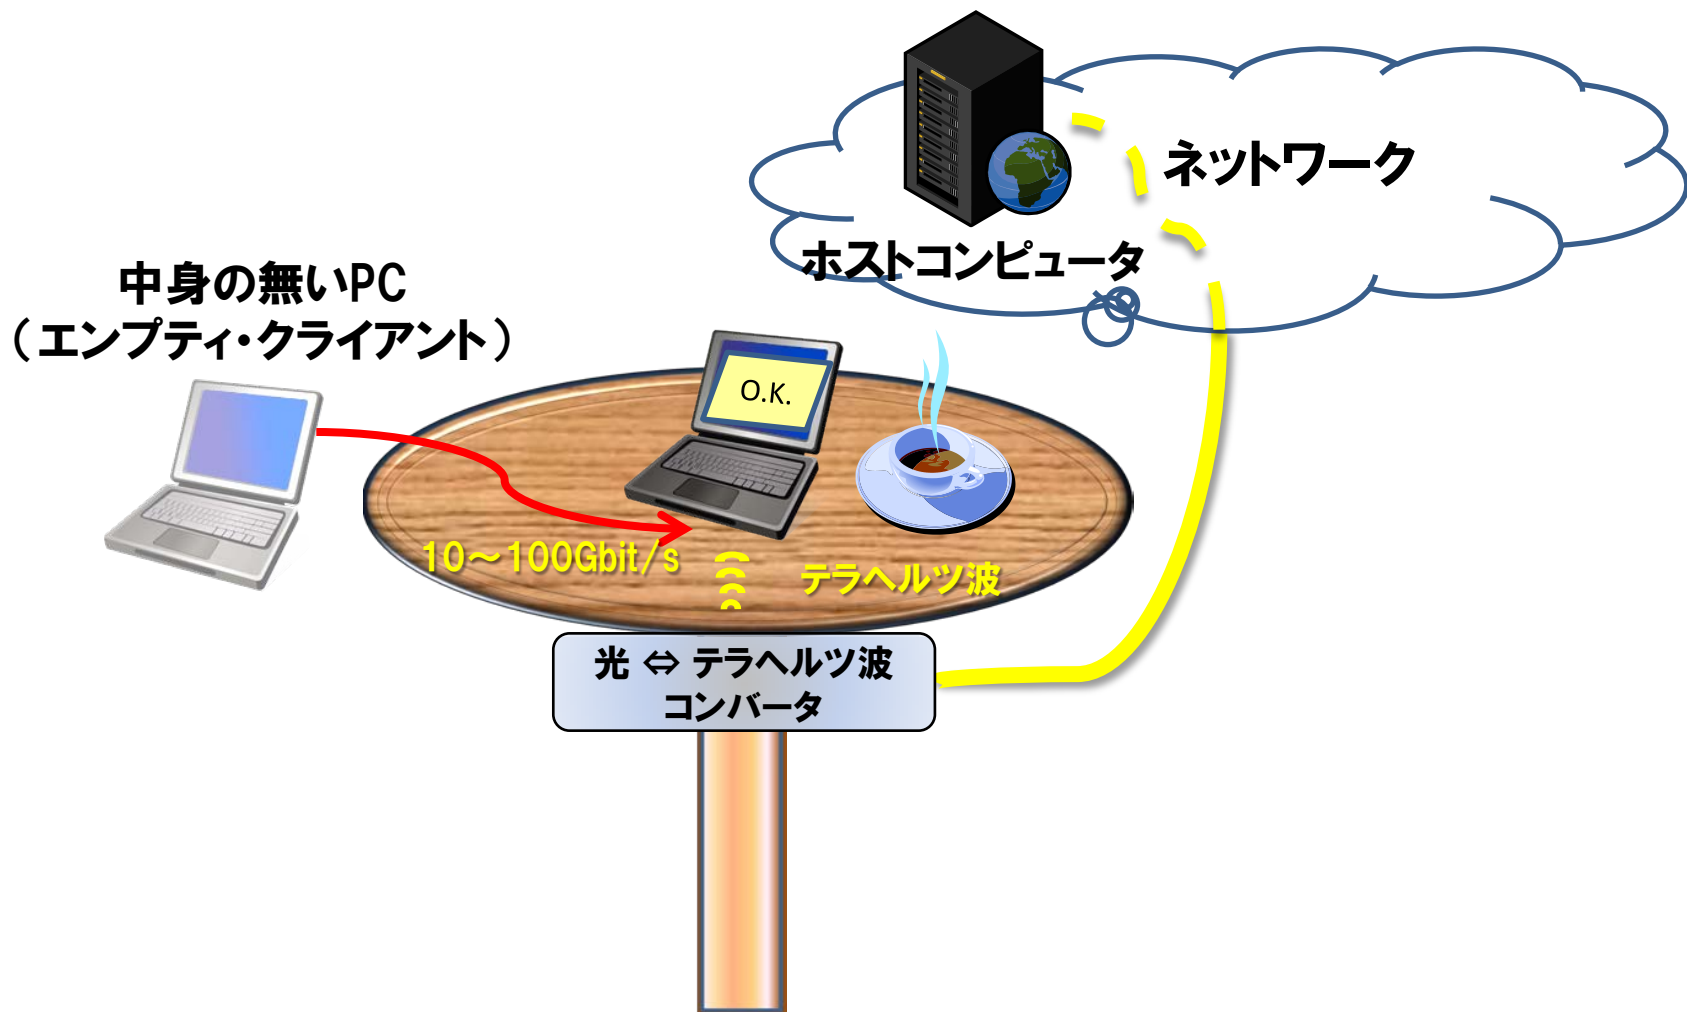 ネットワーク
ホストコンピュータ
中身の無いPC
（エンプティ・クライアント）
O.K.
10～100Gbit/s
テラヘルツ波
光 ⇔ テラヘルツ波
コンバータ